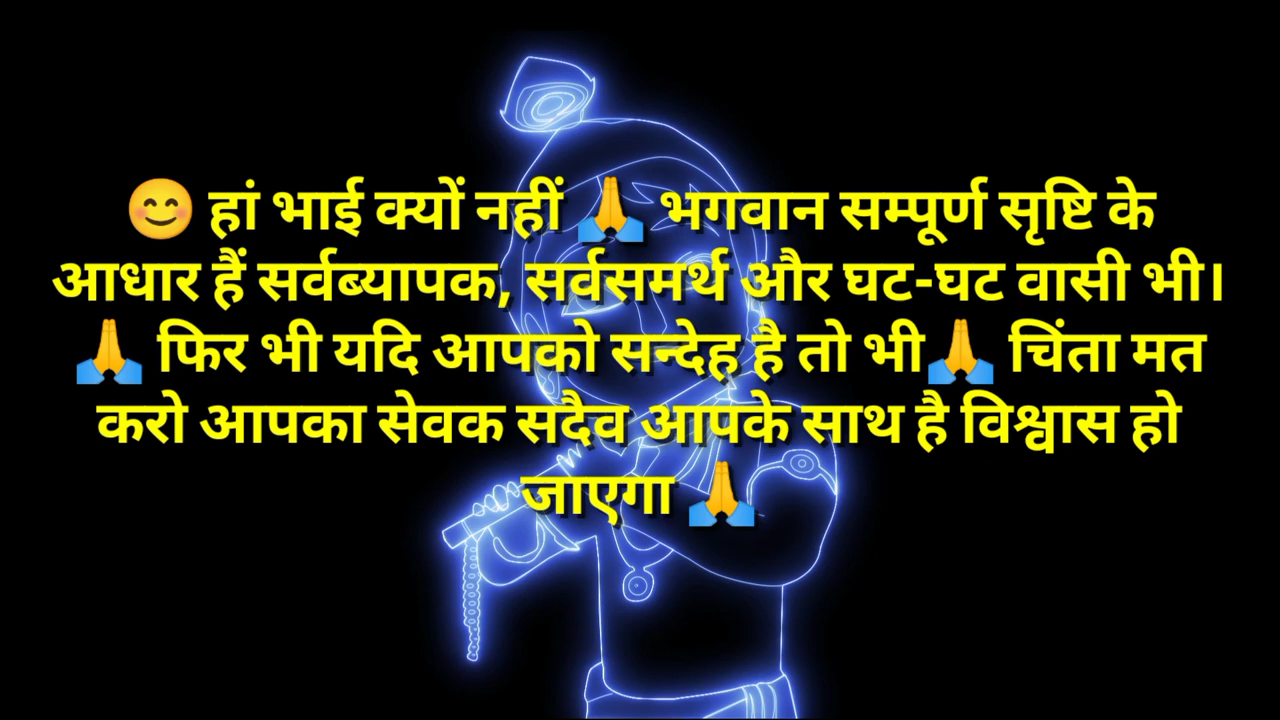 😊 हां भाई क्यों नहीं 🙏 भगवान सम्पूर्ण सृष्टि के
आधार हैं सर्वब्यापक, सर्वसमर्थ और घट-घट वासी भी।
🙏 फिर भी यदि आपको सन्देह है तो भी🙏 चिंता मत
करो आपका सेवक सदैव आपके साथ है विश्वास हो
जाएगा 🙏